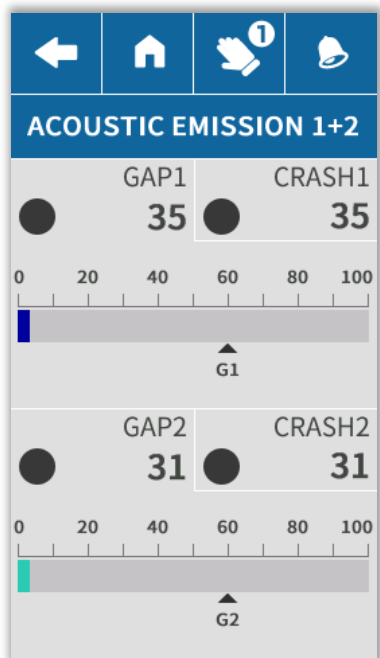 1
ACOUSTIC EMISSION 1+2
GAP1 CRASH1
35 35
0 20 40 60 80 100
G1
GAP2 CRASH2
31 31
0 20 40 60 80 100
G2